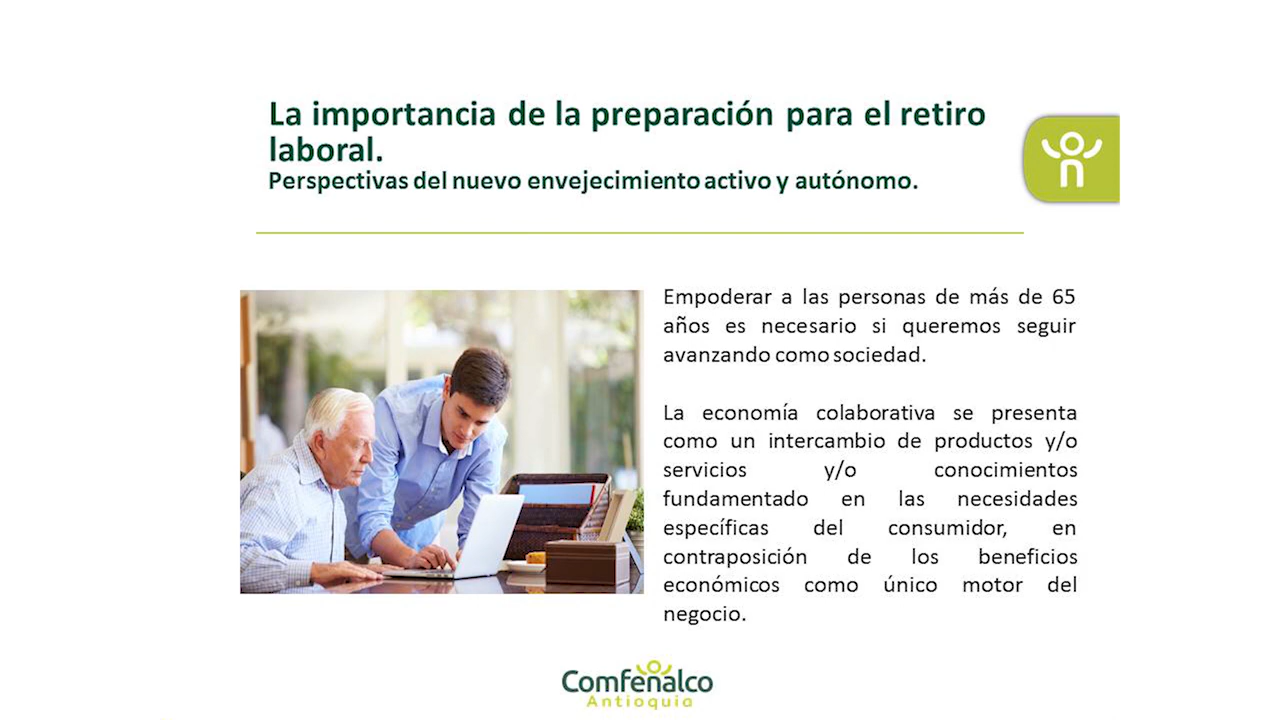 La importancia de la preparación para el retiro
laboral.
Perspectivas del nuevo envejecimiento activo y autónomo.
Empoderar a las personas de más de 65
años es necesario si queremos seguir
avanzando como sociedad.
La economía colaborativa se presenta
como un intercambio de productos y/o
servicios y/o conocimientos
fundamentado en las necesidades
específicas del consumidor, en
contraposición de los beneficios
económicos como único motor del
negocio.
Comfenalco
Antioquia